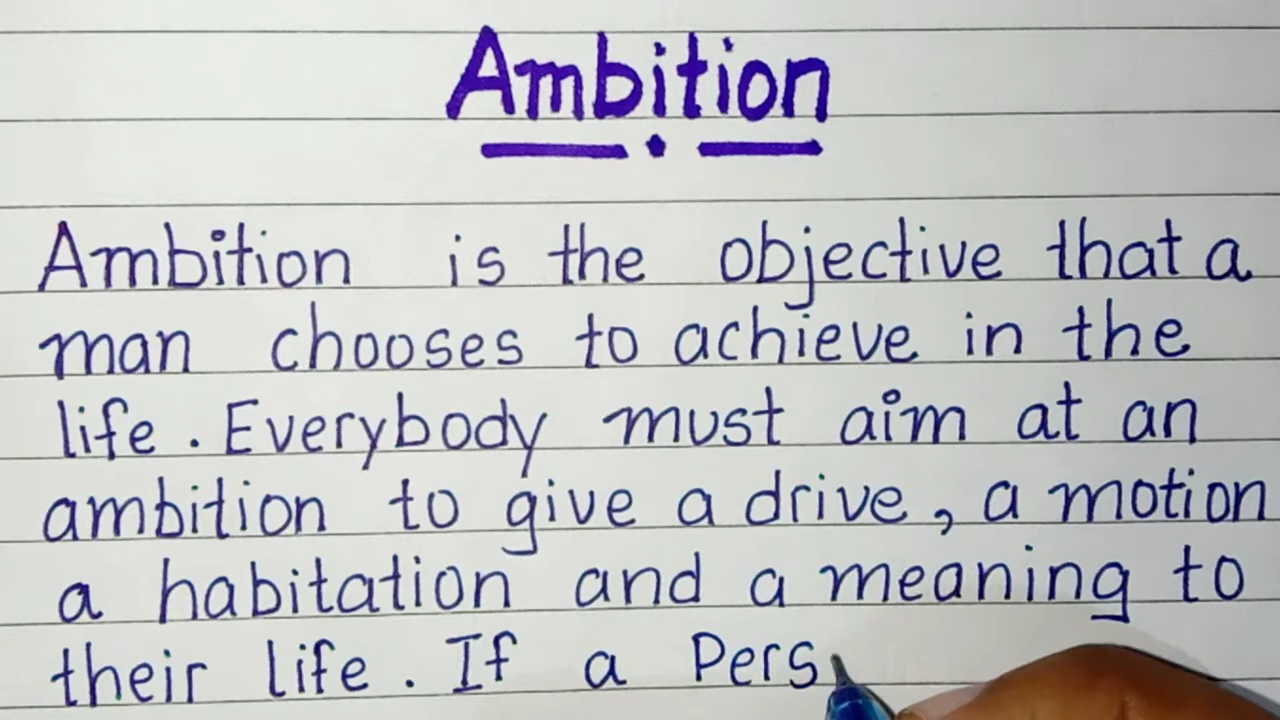 Ambition
Ambition is the objective that a
man chooses to achieve in the
life. Everybody must aim at an
ambition to give a drive, a motion
a habitation and a meaning to
their life. If a Pers